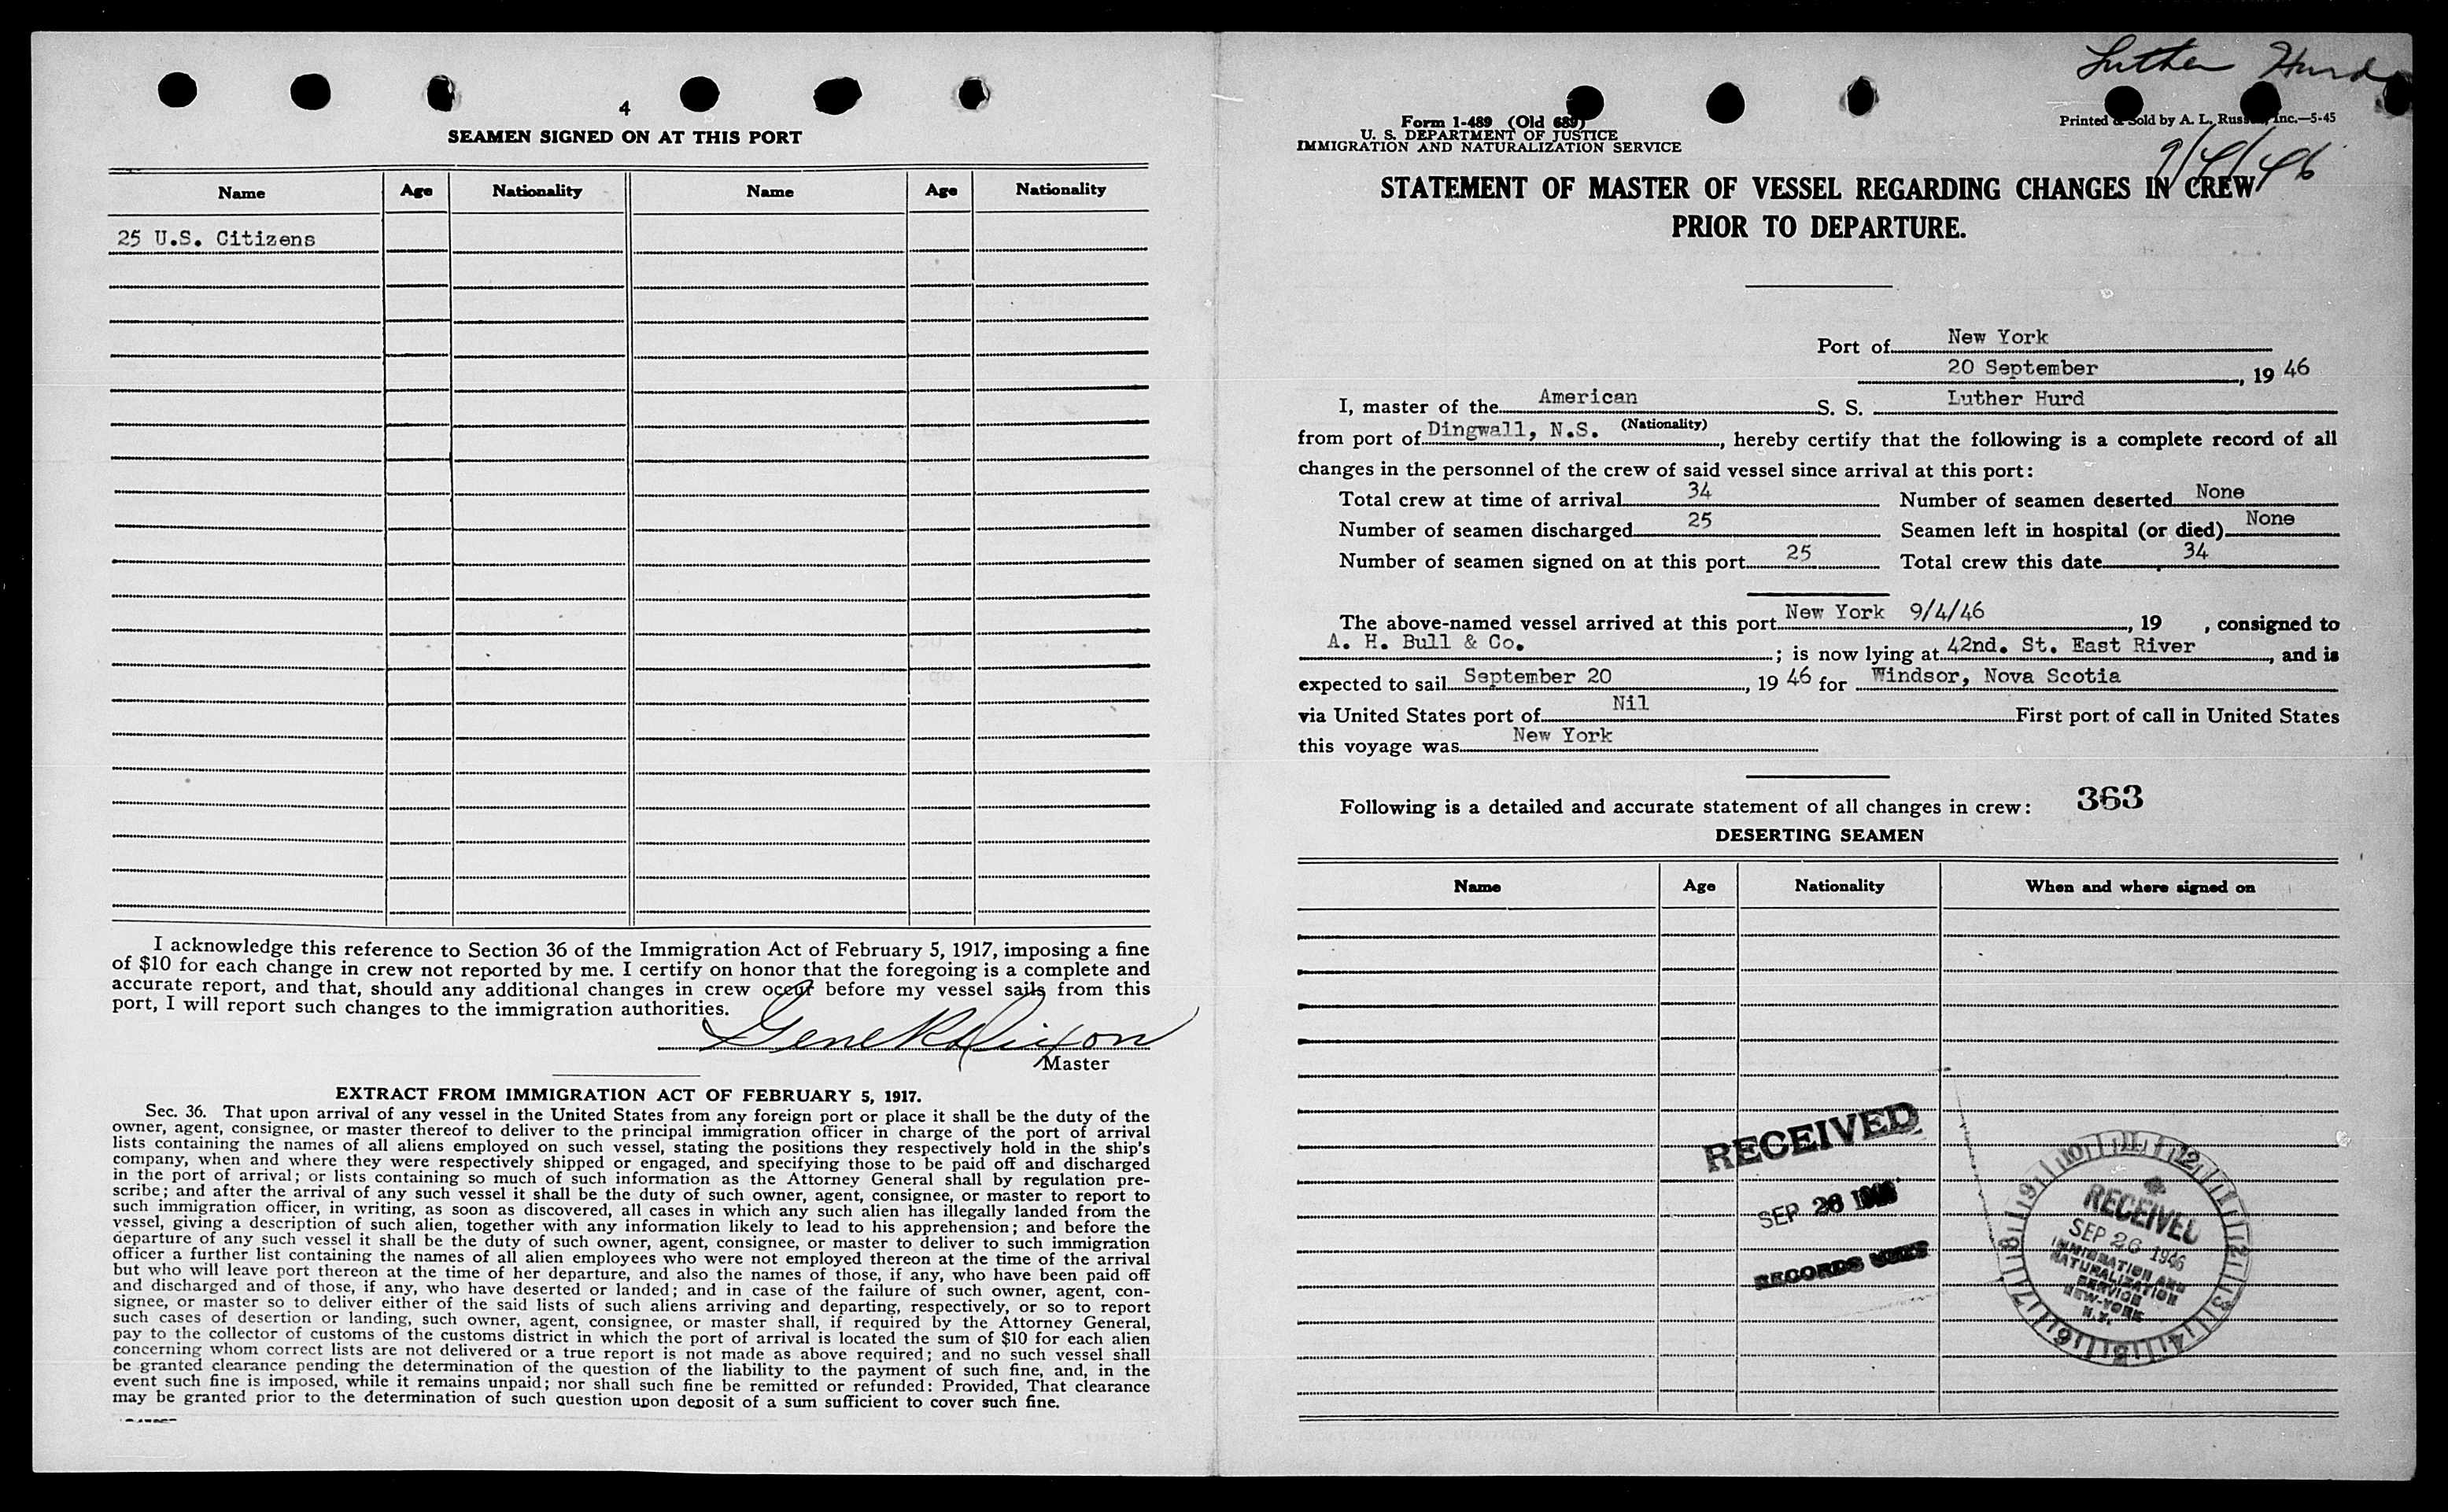 4
SEAMEN SIGNED ON AT THIS PORT
Name Age Nationality Name Age Nationality
25 U.S. Citizens
I acknowledge this reference to Section 36 of the Immigration Act of February 5, 1917, imposing a fine
of $10 for each change in crew not reported by me. I certify on honor that the foregoing is a complete and
accurate report, and that, should any additional changes in crew occur before my vessel sails from this
port, I will report such changes to the immigration authorities.
Gene R Dixon
Master
EXTRACT FROM IMMIGRATION ACT OF FEBRUARY 5, 1917.
Sec. 36. That upon arrival of any vessel in the United States from any foreign port or place it shall be the duty of the
owner, agent, consignee, or master thereof to deliver to the principal immigration officer in charge of the port of arrival
lists containing the names of all aliens employed on such vessel, stating the positions they respectively hold in the ship's
company, when and where they were respectively shipped or engaged, and specifying those to be paid off and discharged
in the port of arrival; or lists containing so much of such information as the Attorney General shall by regulation pre-
scribe; and after the arrival of any such vessel it shall be the duty of such owner, agent, consignee, or master to report to
such immigration officer, in writing, as soon as discovered, all cases in which any such alien has illegally landed from the
vessel, giving a description of such alien, together with any information likely to lead to his apprehension; and before the
departure of any such vessel it shall be the duty of such owner, agent, consignee, or master to deliver to such immigration
officer a further list containing the names of all alien employees who were not employed thereon at the time of the arrival
but who will leave port thereon at the time of her departure, and also the names of those, if any, who have been paid off
and discharged and of those, if any, who have deserted or landed; and in case of the failure of such owner, agent, con-
signee, or master so to deliver either of the said lists of such aliens arriving and departing, respectively, or so to report
such cases of desertion or landing, such owner, agent, consignee, or master shall, if required by the Attorney General,
pay to the collector of customs of the customs district in which the port of arrival is located the sum of $10 for each alien
concerning whom correct lists are not delivered or a true report is not made as above required; and no such vessel shall
be granted clearance pending the determination of the question of the liability to the payment of such fine, and, in the
event such fine is imposed, while it remains unpaid; nor shall such fine be remitted or refunded: Provided, That clearance
may be granted prior to the determination of such question upon deposit of a sum sufficient to cover such fine.
Luther Hurd
Form I-489 (Old 689)
U. S. DEPARTMENT OF JUSTICE
IMMIGRATION AND NATURALIZATION SERVICE
Printed & Sold by A. L. Russell, Inc.—5-45
9/4/46
STATEMENT OF MASTER OF VESSEL REGARDING CHANGES IN CREW
PRIOR TO DEPARTURE.
Port of New York
20 September, 19 46
I, master of the American S. S. Luther Hurd
(Nationality)
from port of Dingwall, N.S., hereby certify that the following is a complete record of all
changes in the personnel of the crew of said vessel since arrival at this port:
Total crew at time of arrival 34 Number of seamen deserted None
Number of seamen discharged 25 Seamen left in hospital (or died) None
Number of seamen signed on at this port 25 Total crew this date 34
The above-named vessel arrived at this port New York 9/4/46, 19 , consigned to
A. H. Bull & Co. ; is now lying at 42nd. St. East River, and is
expected to sail September 20, 19 46 for Windsor, Nova Scotia
via United States port of Nil First port of call in United States
this voyage was New York
Following is a detailed and accurate statement of all changes in crew: 363
DESERTING SEAMEN
Name Age Nationality When and where signed on
RECEIVED
SEP 26 1946
RECORDS
10 11 12 1 2 3 4 5 6 7 8 9
RECEIVED
SEP 26 1946
IMMIGRATION AND
NATURALIZATION
SERVICE
NEW-YORK
N.Y.